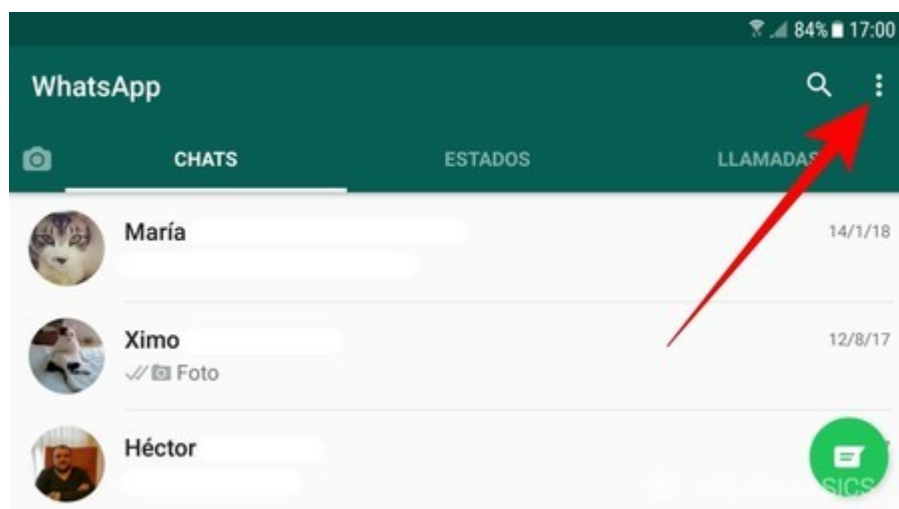 84% 17:00
WhatsApp
CHATS ESTADOS LLAMADAS
María 14/1/18
Ximo 12/8/17
Foto
Héctor